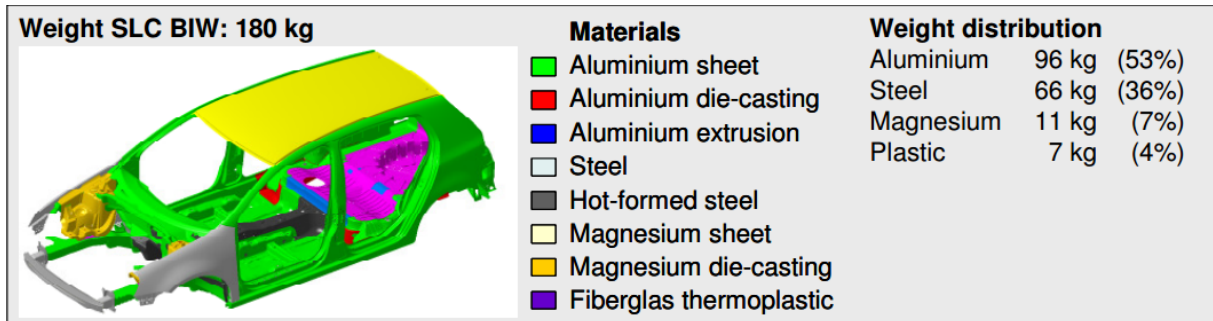 Weight SLC BIW: 180 kg
Materials
Aluminium sheet
Aluminium die-casting
Aluminium extrusion
Steel
Hot-formed steel
Magnesium sheet
Magnesium die-casting
Fiberglas thermoplastic
Weight distribution
Aluminium 96 kg (53%)
Steel 66 kg (36%)
Magnesium 11 kg (7%)
Plastic 7 kg (4%)